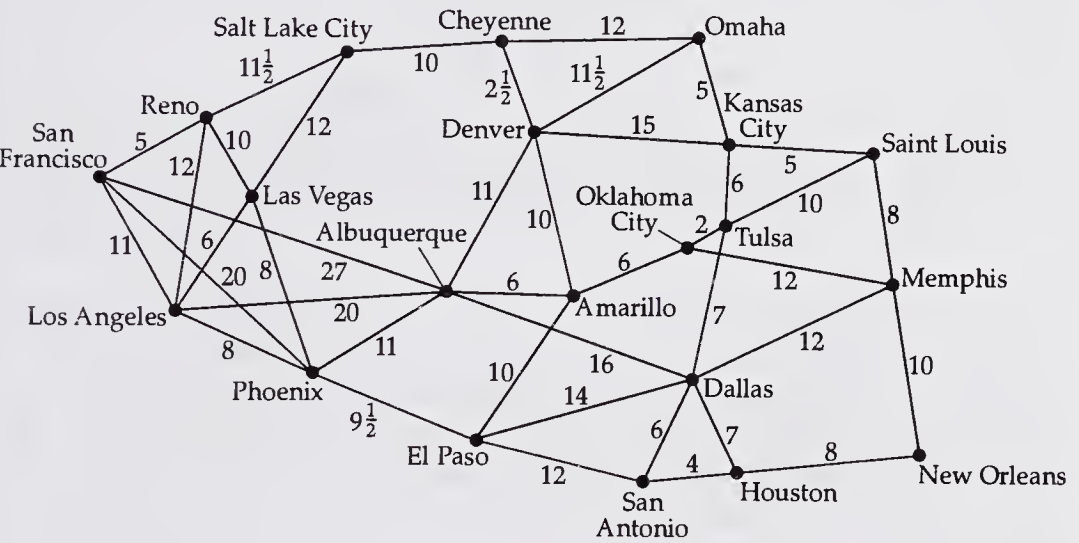 Salt Lake City
Cheyenne
12
Omaha
11½
10
2½
11½
5
Reno
Kansas
City
San
Francisco
5
12
10
12
Denver
15
5
Saint Louis
Las Vegas
11
10
Oklahoma
City
6
2
10
8
Tulsa
Albuquerque
11
6
20
8
27
6
6
12
Memphis
Los Angeles
20
Amarillo
7
8
11
12
Phoenix
10
16
14
Dallas
10
9½
El Paso
6
7
12
4
8
New Orleans
San
Antonio
Houston